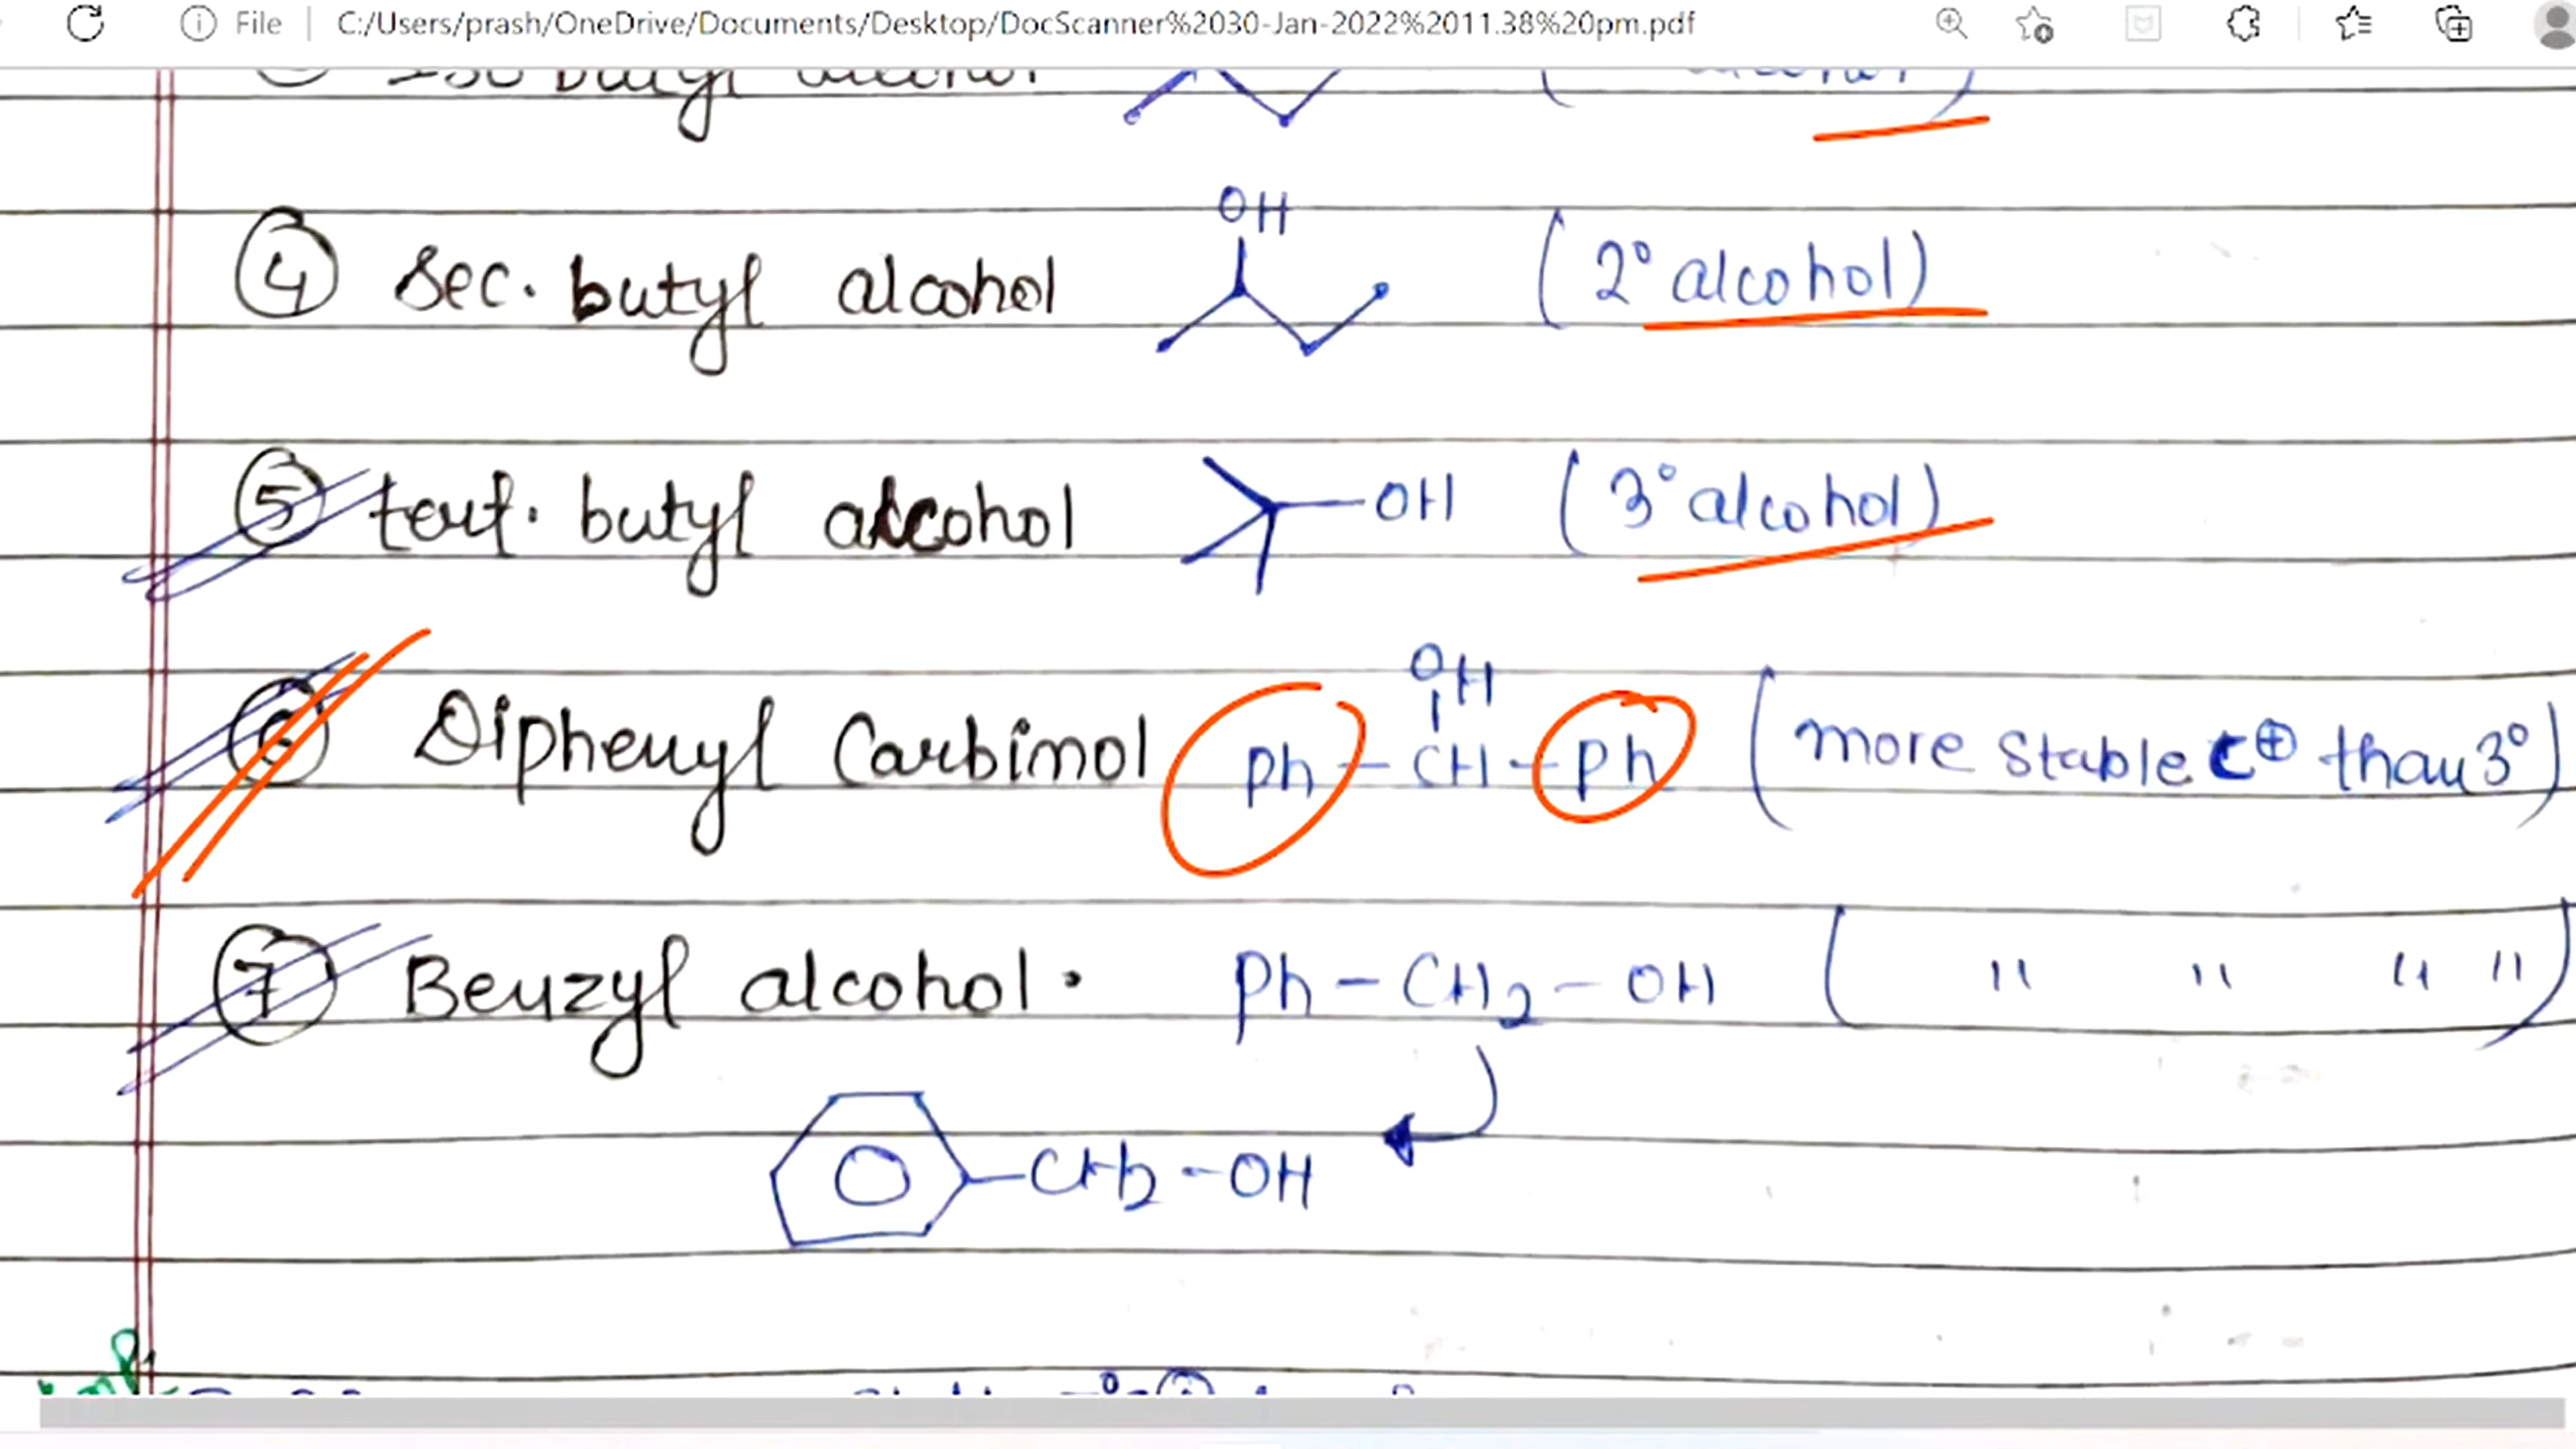 File | C:/Users/prash/OneDrive/Documents/Desktop/DocScanner%2030-Jan-2022%2011.38%20pm.pdf
butyl alcohol
OH
④ Sec. butyl alcohol (2° alcohol)
⑤ tert. butyl alcohol OH (3° alcohol)
OH
⑥ Diphenyl Carbinol Ph - CH - Ph (more stable C⊕ than 3°)
⑦ Benzyl alcohol. Ph - CH2 - OH ( " " " " )
CH2 - OH